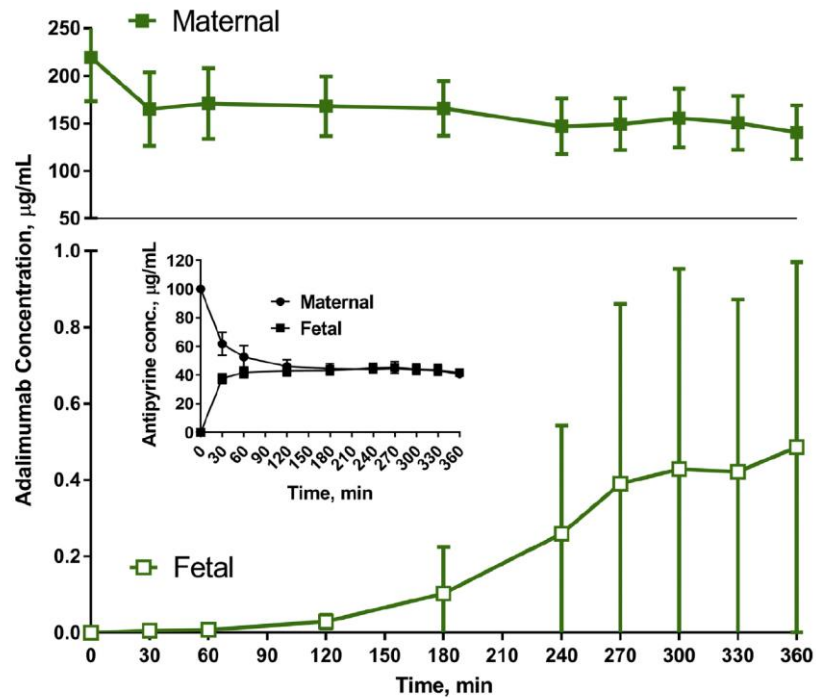 Maternal
250
200
150
100
50
Adalimumab Concentration, µg/mL
1.0
0.8
0.6
0.4
0.2
0.0
Antipyrine conc., µg/mL
120
100
80
60
40
20
0
Maternal
Fetal
0 30 60 90 120 150 180 210 240 270 300 330 360
Time, min
Fetal
0 30 60 90 120 150 180 210 240 270 300 330 360
Time, min